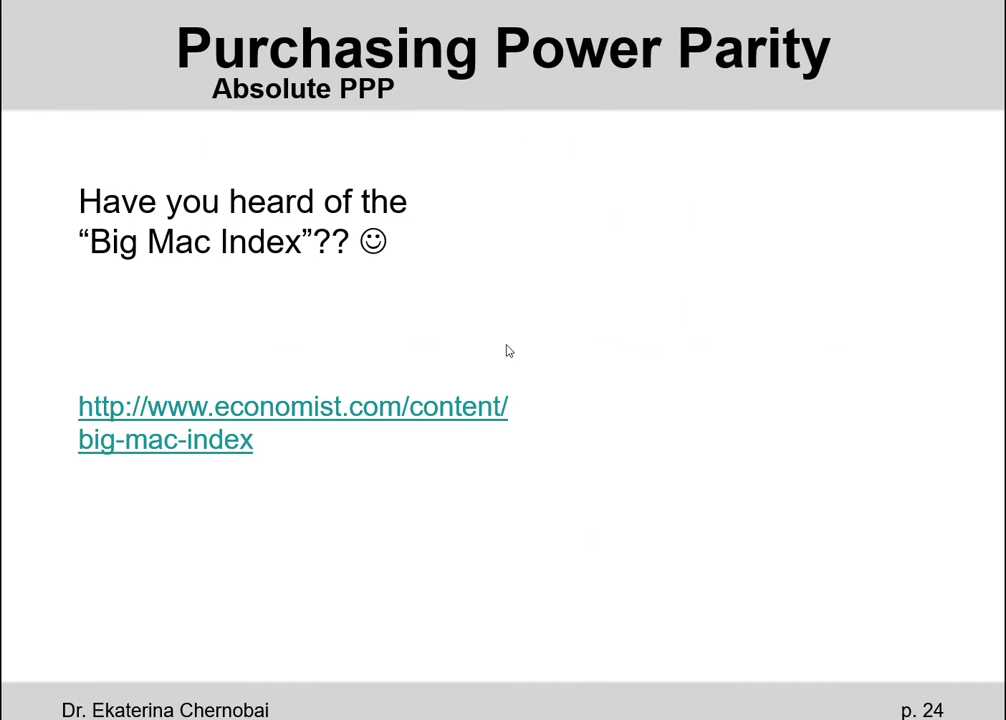 Purchasing Power Parity
Absolute PPP
Have you heard of the
“Big Mac Index”?? ☺
http://www.economist.com/content/
big-mac-index
Dr. Ekaterina Chernobai
p. 24